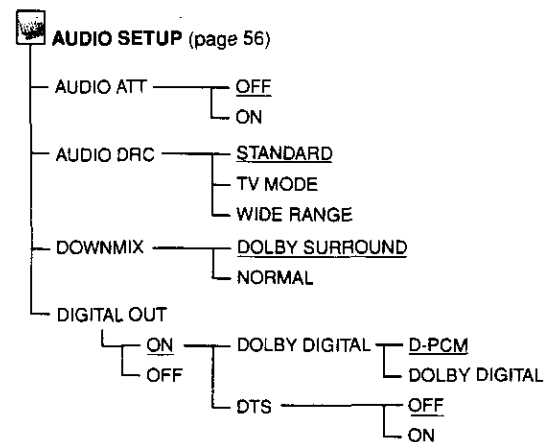 AUDIO SETUP (page 56)
AUDIO ATT OFF
ON
AUDIO DRC STANDARD
TV MODE
WIDE RANGE
DOWNMIX DOLBY SURROUND
NORMAL
DIGITAL OUT
ON DOLBY DIGITAL D-PCM
OFF DOLBY DIGITAL
DTS OFF
ON